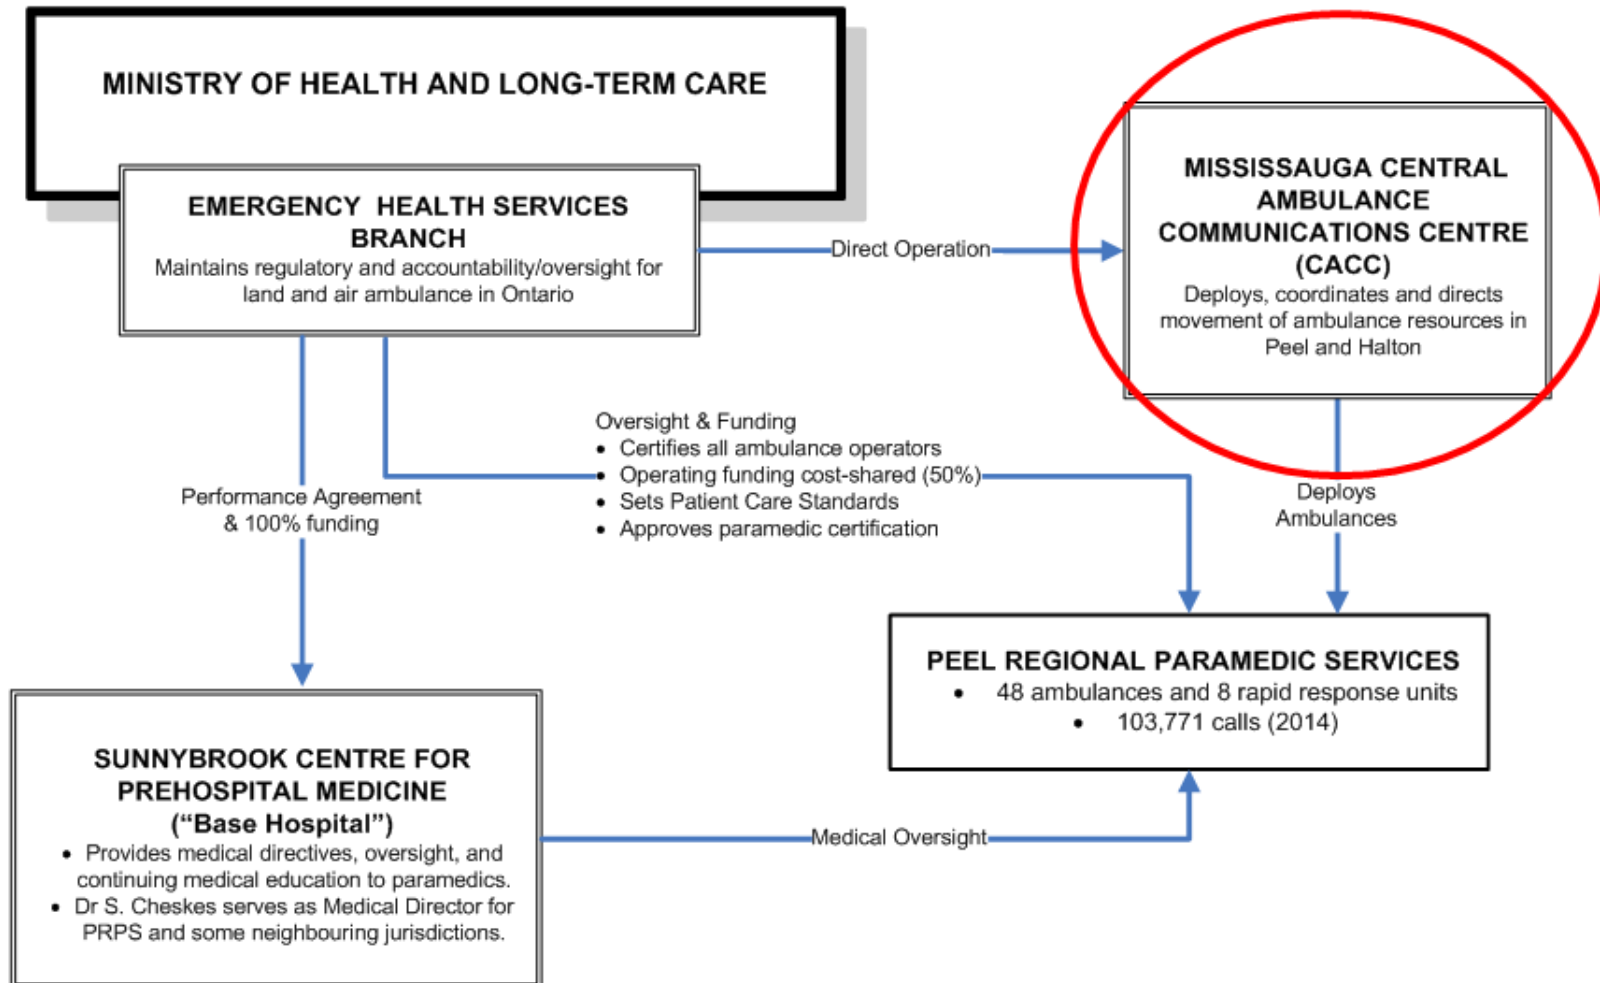 MINISTRY OF HEALTH AND LONG-TERM CARE
EMERGENCY HEALTH SERVICES
BRANCH
Maintains regulatory and accountability/oversight for
land and air ambulance in Ontario
Direct Operation
MISSISSAUGA CENTRAL
AMBULANCE
COMMUNICATIONS CENTRE
(CACC)
Deploys, coordinates and directs
movement of ambulance resources in
Peel and Halton
Oversight & Funding
• Certifies all ambulance operators
• Operating funding cost-shared (50%)
• Sets Patient Care Standards
• Approves paramedic certification
Performance Agreement
& 100% funding
Deploys
Ambulances
PEEL REGIONAL PARAMEDIC SERVICES
• 48 ambulances and 8 rapid response units
• 103,771 calls (2014)
SUNNYBROOK CENTRE FOR
PREHOSPITAL MEDICINE
(“Base Hospital”)
• Provides medical directives, oversight, and
continuing medical education to paramedics.
• Dr S. Cheskes serves as Medical Director for
PRPS and some neighbouring jurisdictions.
Medical Oversight